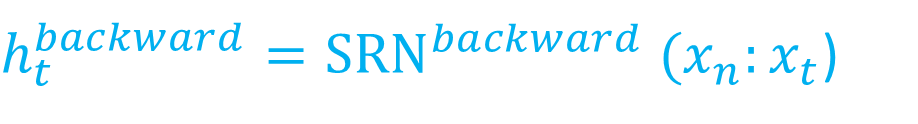 h_t^{backward} = SRN^{backward} (x_n : x_t)